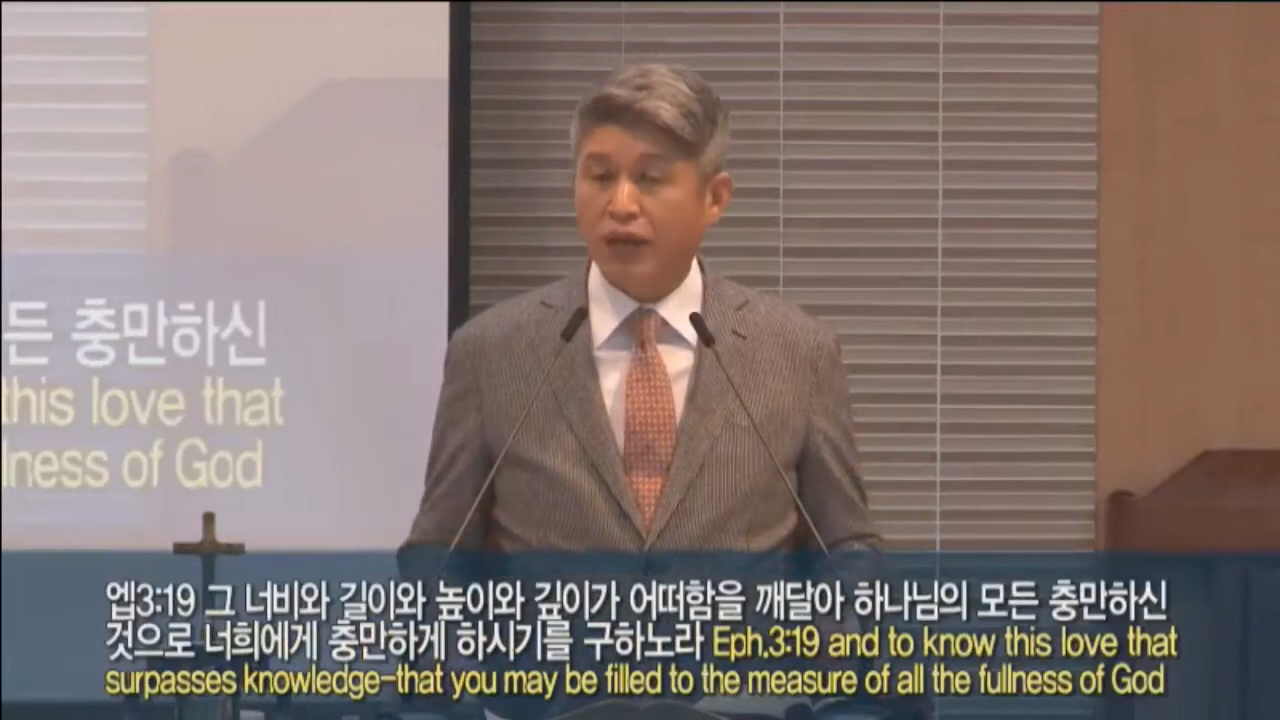 든 충만하신
this love that
lness of God
엡3:19 그 너비와 길이와 높이와 깊이가 어떠함을 깨달아 하나님의 모든 충만하신
것으로 너희에게 충만하게 하시기를 구하노라 Eph.3:19 and to know this love that
surpasses knowledge-that you may be filled to the measure of all the fullness of God